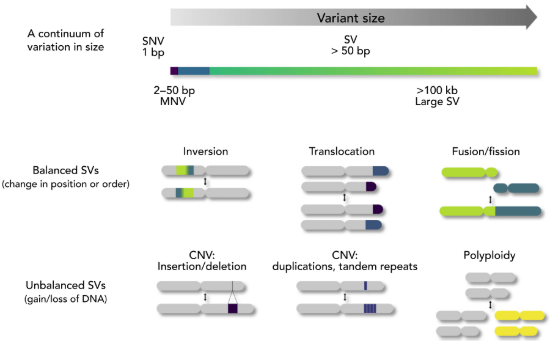 Variant size
A continuum of
variation in size
SNV
1 bp
SV
> 50 bp
2–50 bp
MNV
>100 kb
Large SV
Inversion
Translocation
Fusion/fission
Balanced SVs
(change in position or order)
CNV:
Insertion/deletion
CNV:
duplications, tandem repeats
Polyploidy
Unbalanced SVs
(gain/loss of DNA)